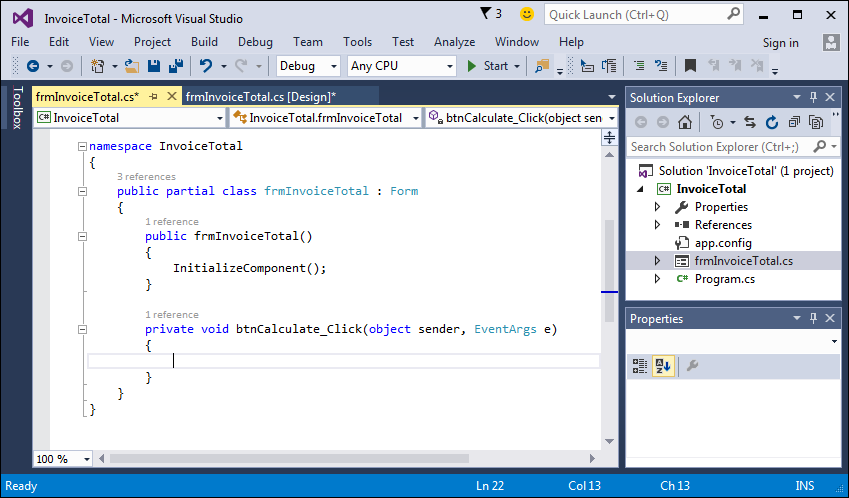 InvoiceTotal - Microsoft Visual Studio
3
Quick Launch (Ctrl+Q)
File Edit View Project Build Debug Team Tools Test Analyze Window Help
Sign in
Debug Any CPU Start
Toolbox
frmInvoiceTotal.cs* frmInvoiceTotal.cs [Design]*
C# InvoiceTotal InvoiceTotal.frmInvoiceTotal btnCalculate_Click(object sen
namespace InvoiceTotal
{
3 references
public partial class frmInvoiceTotal : Form
{
1 reference
public frmInvoiceTotal()
{
InitializeComponent();
}
1 reference
private void btnCalculate_Click(object sender, EventArgs e)
{
}
}
}
100 %
Solution Explorer
Search Solution Explorer (Ctrl+;)
Solution 'InvoiceTotal' (1 project)
C# InvoiceTotal
Properties
References
app.config
frmInvoiceTotal.cs
C# Program.cs
Properties
A
Z
Ready Ln 22 Col 13 Ch 13 INS